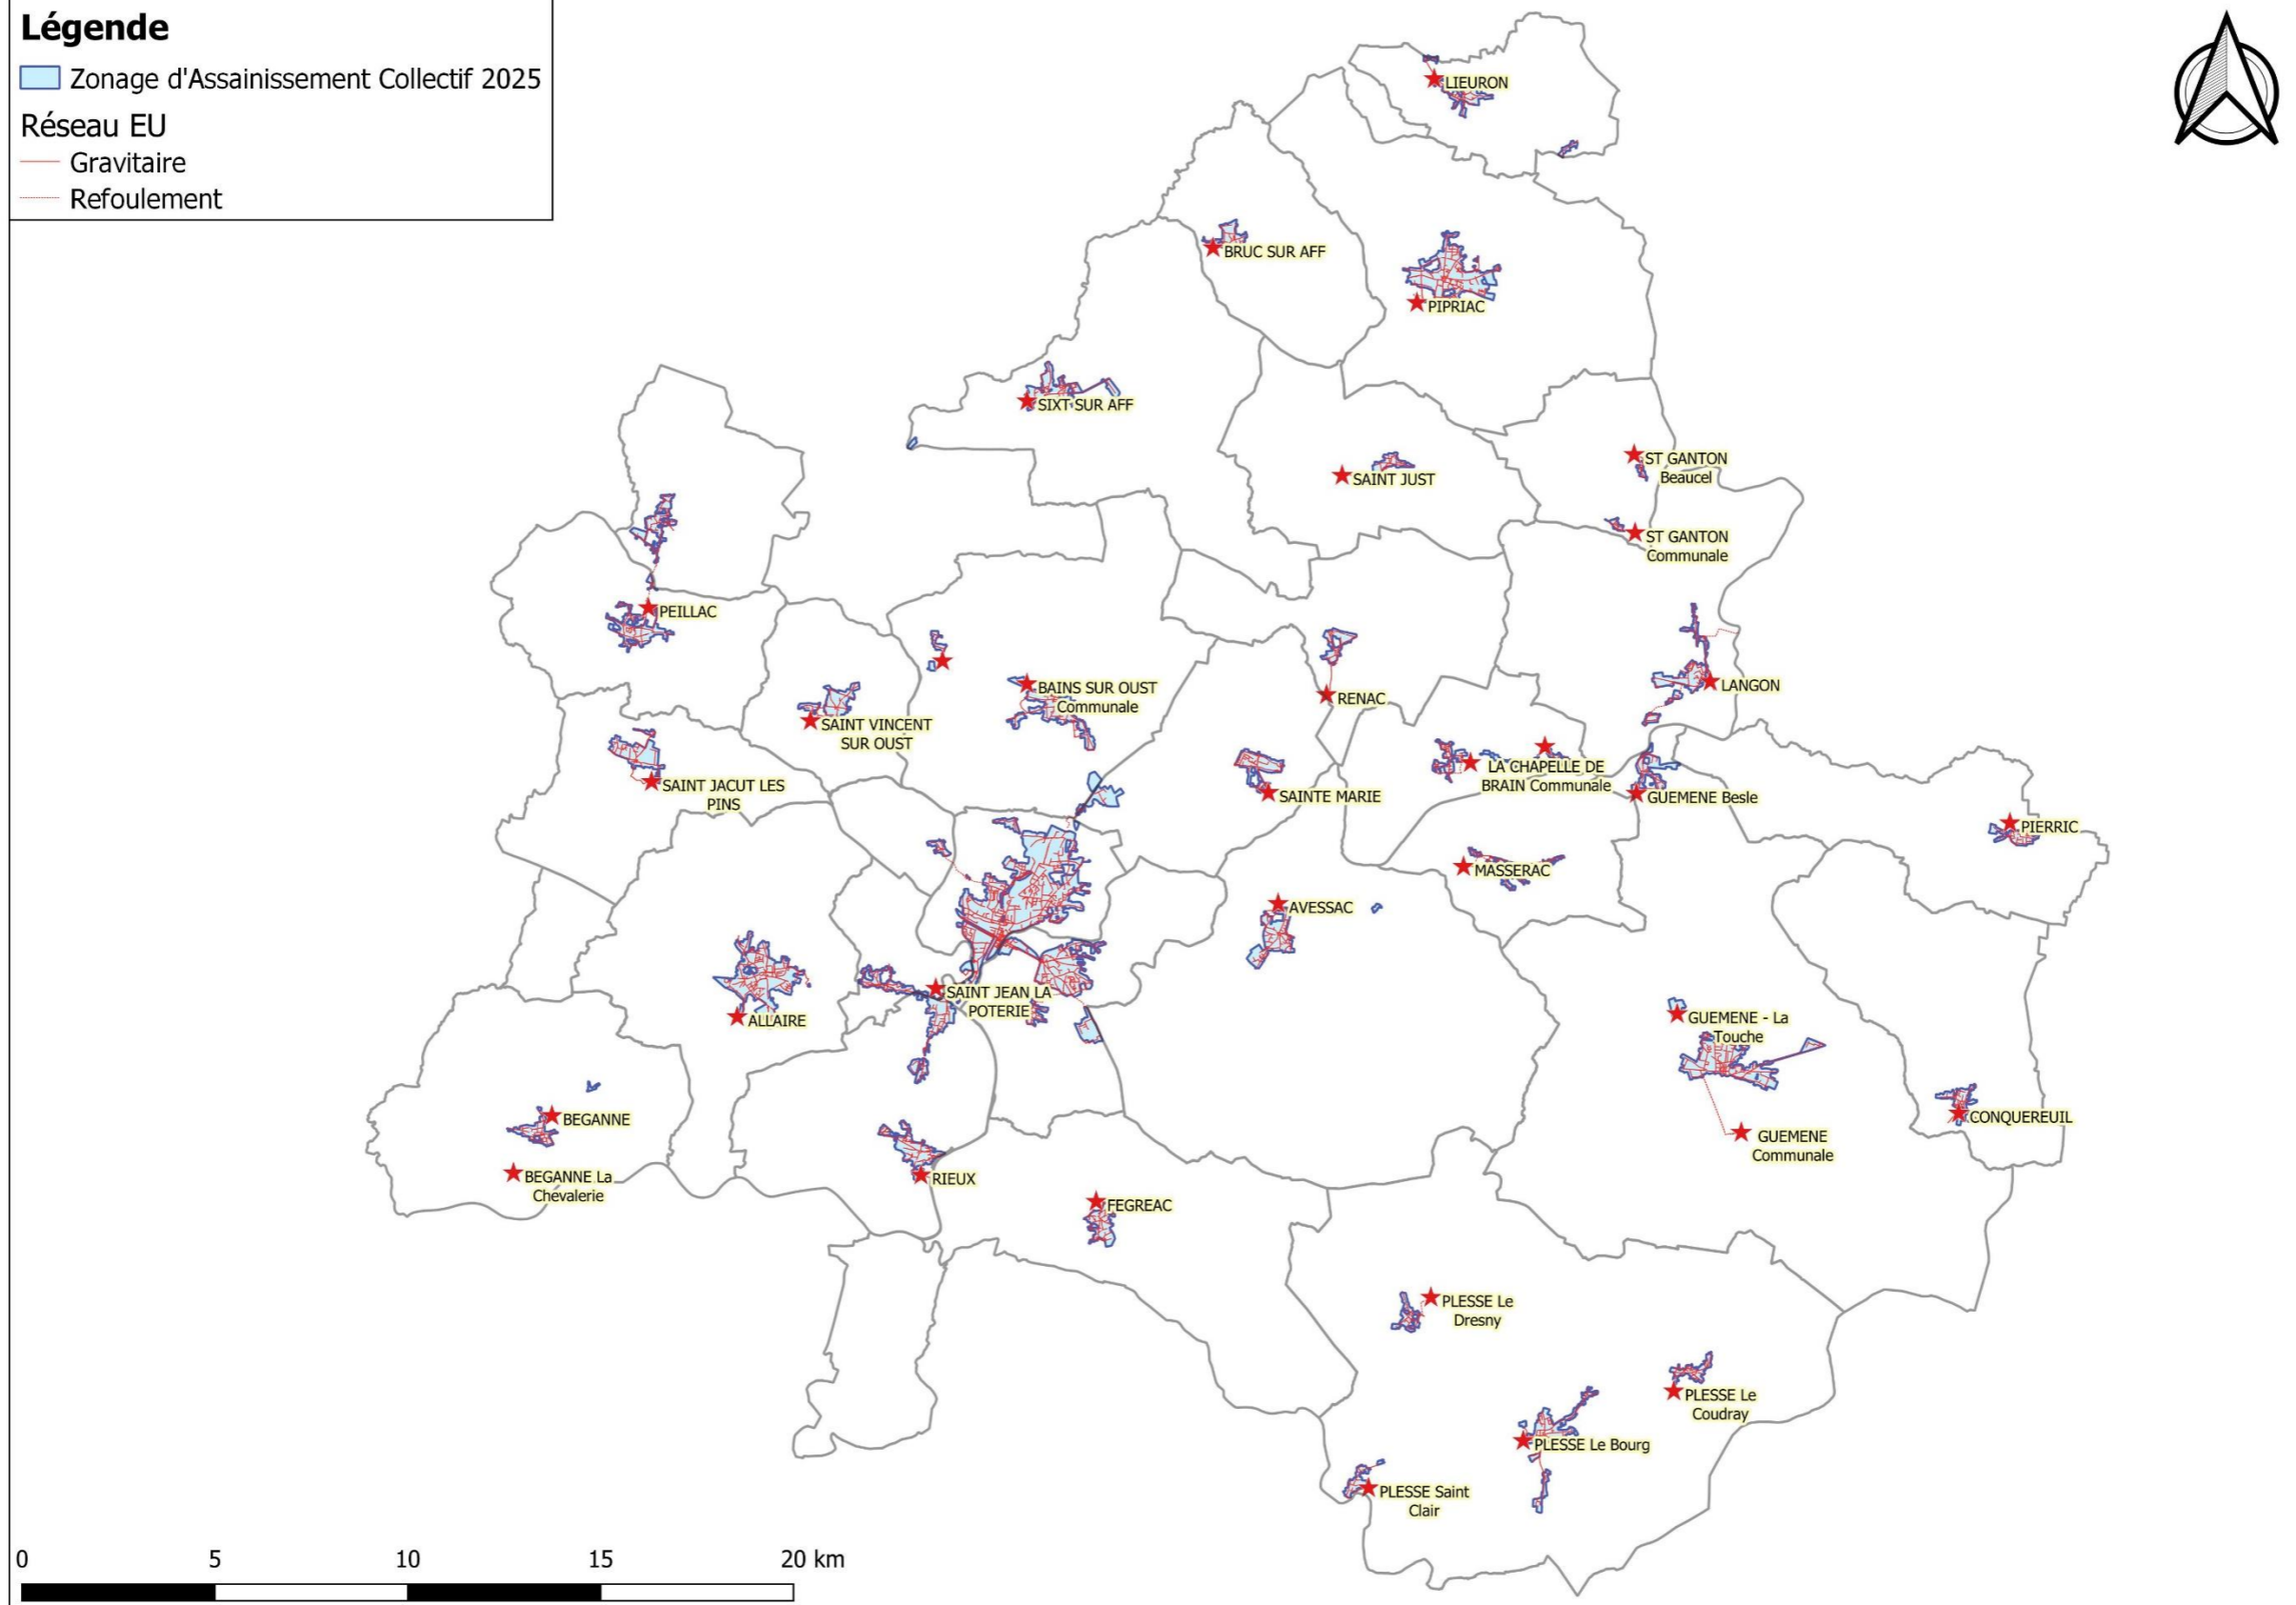 Légende
Zonage d'Assainissement Collectif 2025
Réseau EU
Gravitaire
Refoulement
LIEURON
BRUC SUR AFF
PIPRIAC
SIXT SUR AFF
ST GANTON
Beaucel
SAINT JUST
ST GANTON
Communale
PEILLAC
BAINS SUR OUST
Communale
LANGON
RENAC
SAINT VINCENT
SUR OUST
LA CHAPELLE DE
BRAIN Communale
SAINT JACUT LES
PINS
SAINTE MARIE
GUEMENE Besle
PIERRIC
MASSERAC
AVESSAC
SAINT JEAN LA
POTERIE
ALLAIRE
GUEMENE - La
Touche
BEGANNE
CONQUEREUIL
GUEMENE
Communale
BEGANNE La
Chevalerie
RIEUX
FEGREAC
PLESSE Le
Dresny
PLESSE Le
Coudray
PLESSE Le Bourg
PLESSE Saint
Clair
0 5 10 15 20 km